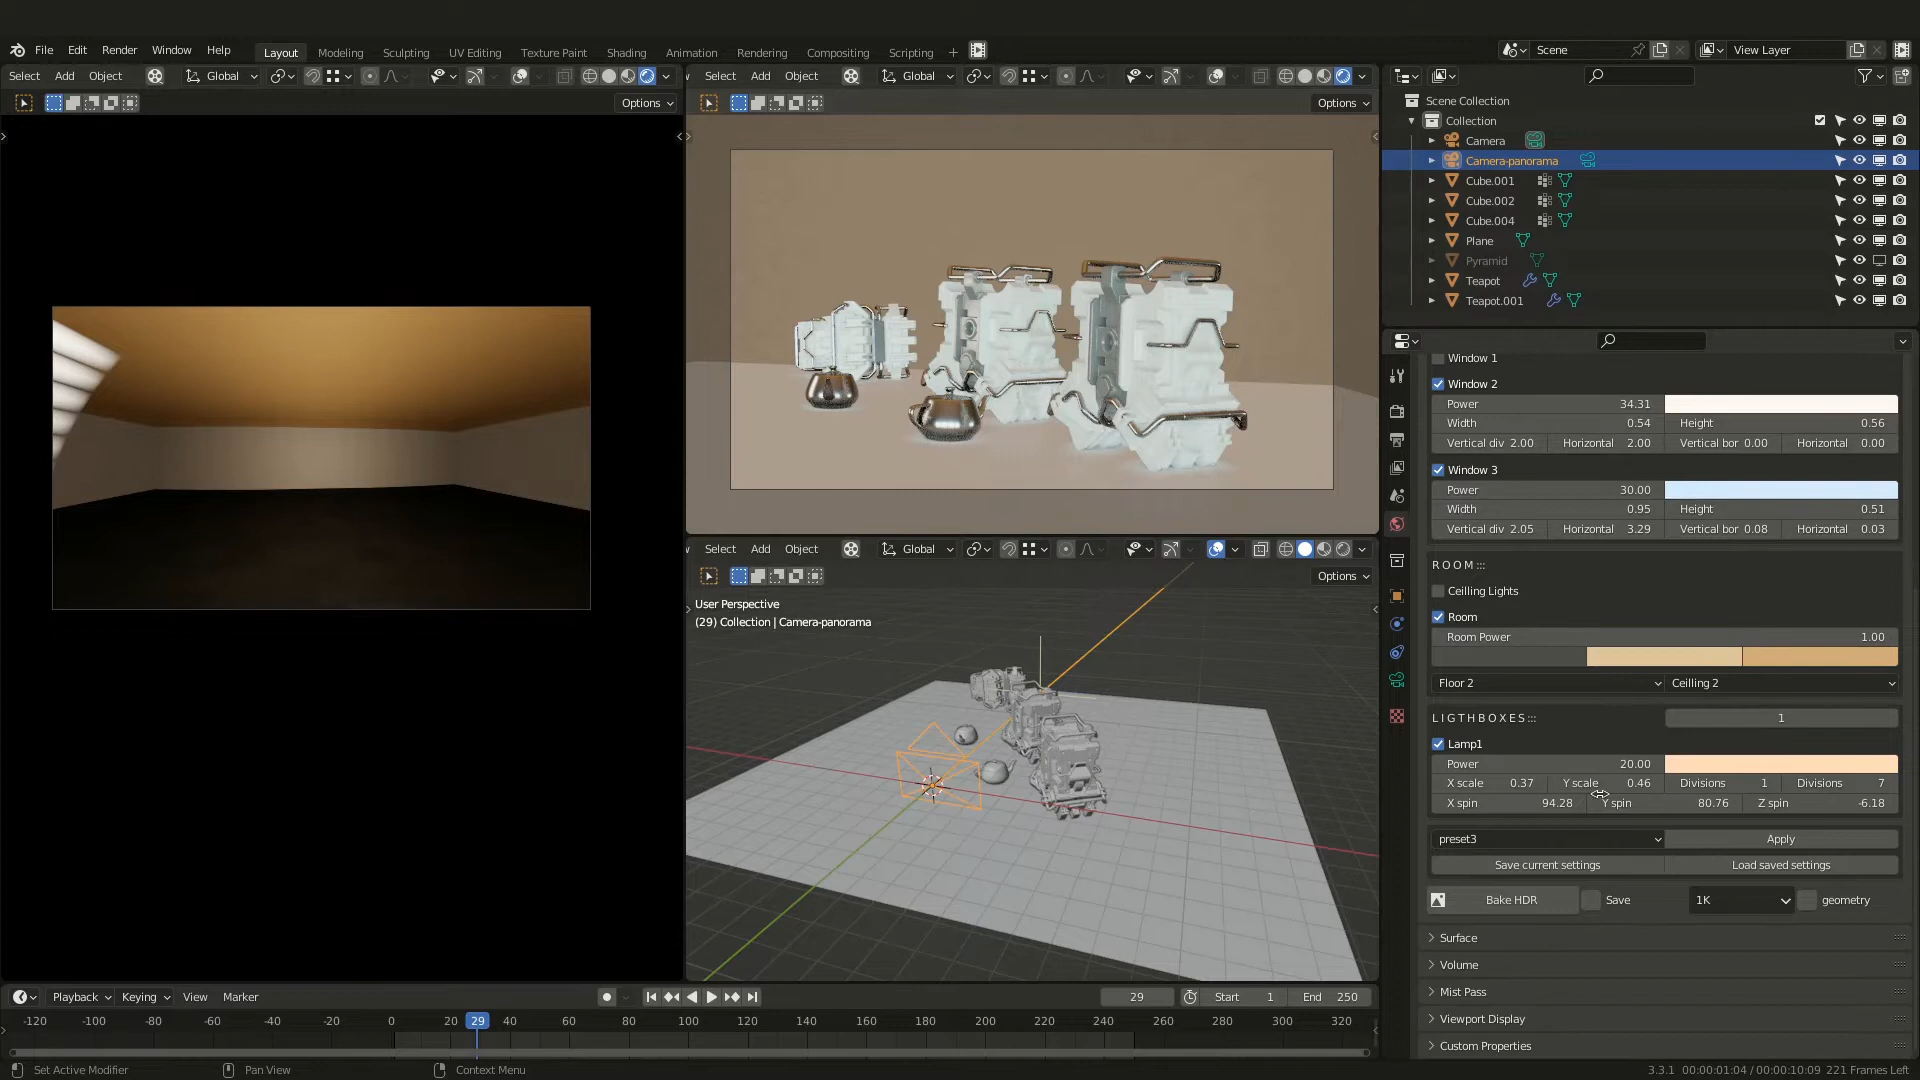 File Edit Render Window Help Layout Modeling Sculpting UV Editing Texture Paint Shading Animation Rendering Compositing Scripting + Scene View Layer
Select Add Object Global Select Add Object Global
Options Options
Scene Collection
Collection
Camera
Camera-panorama
Cube.001
Cube.002
Cube.004
Plane
Pyramid
Teapot
Teapot.001
Window 1
Window 2
Power 34.31
Width 0.54 Height 0.56
Vertical div 2.00 Horizontal 2.00 Vertical bor 0.00 Horizontal 0.00
Window 3
Power 30.00
Width 0.95 Height 0.51
Vertical div 2.05 Horizontal 3.29 Vertical bor 0.08 Horizontal 0.03
Select Add Object Global
Options
User Perspective
(29) Collection | Camera-panorama
ROOM:::
Ceilling Lights
Room
Room Power 1.00
Floor 2 Ceilling 2
LIGTHBOXES::: 1
Lamp1
Power 20.00
X scale 0.37 Y scale 0.46 Divisions 1 Divisions 7
X spin 94.28 Y spin 80.76 Z spin -6.18
preset3 Apply
Save current settings Load saved settings
Bake HDR Save 1K geometry
Surface
Volume
Mist Pass
Viewport Display
Custom Properties
Playback Keying View Marker 29 Start 1 End 250
-120 -100 -80 -60 -40 -20 0 20 29 40 60 80 100 120 140 160 180 200 220 240 260 280 300 320
Set Active Modifier Pan View Context Menu 3.3.1 00:00:01:04 / 00:00:10:09 221 Frames Left